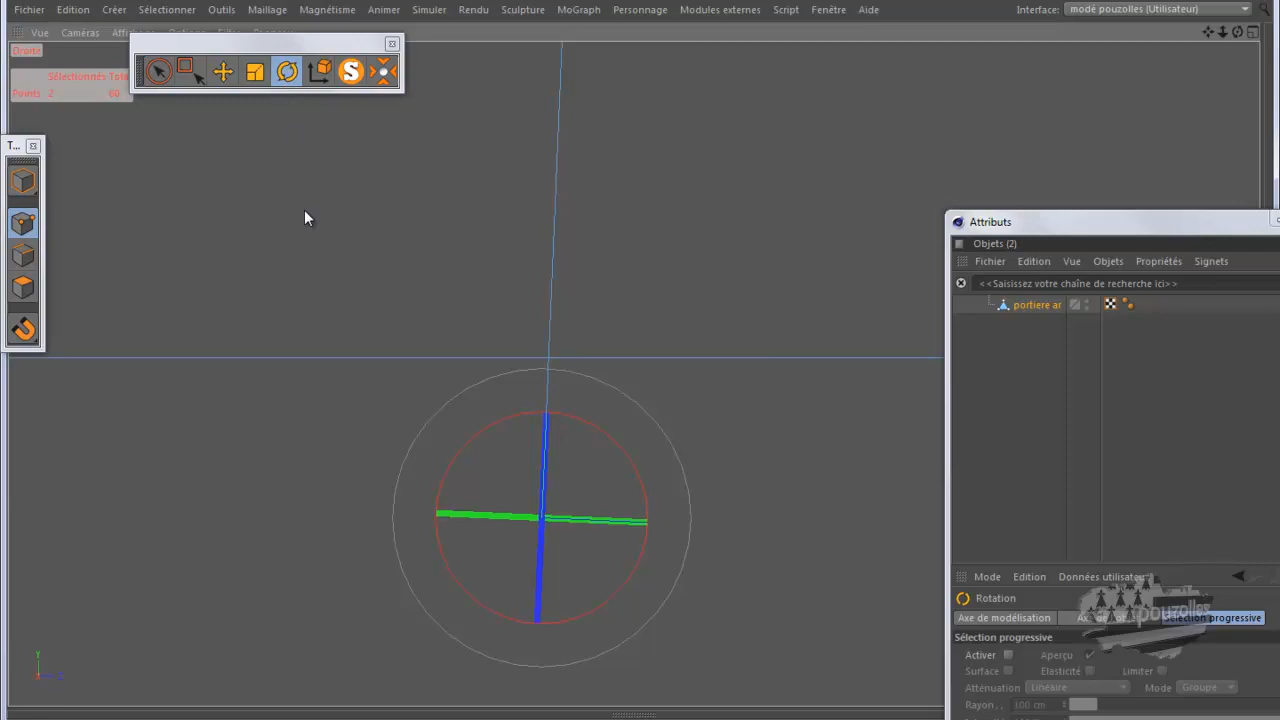 Fichier Edition Créer Sélectionner Outils Maillage Magnétisme Animer Simuler Rendu Sculpture MoGraph Personnage Modules externes Script Fenêtre Aide Interface: modé pouzolles (Utilisateur)
Vue Caméras
Droite
Sélectionnés
Points 2 60
T...
S
Attributs
Objets (2)
Fichier Edition Vue Objets Propriétés Signets
<<Saisissez votre chaîne de recherche ici>>
portiere ar
Mode Edition Données utilisateur
Rotation
Axe de modélisation Sélection progressive
Sélection progressive
Activer Aperçu
Surface Elasticité Limiter
Atténuation Linéaire Mode Groupe
Rayon . , 100 cm
Y
Z
pouzolles